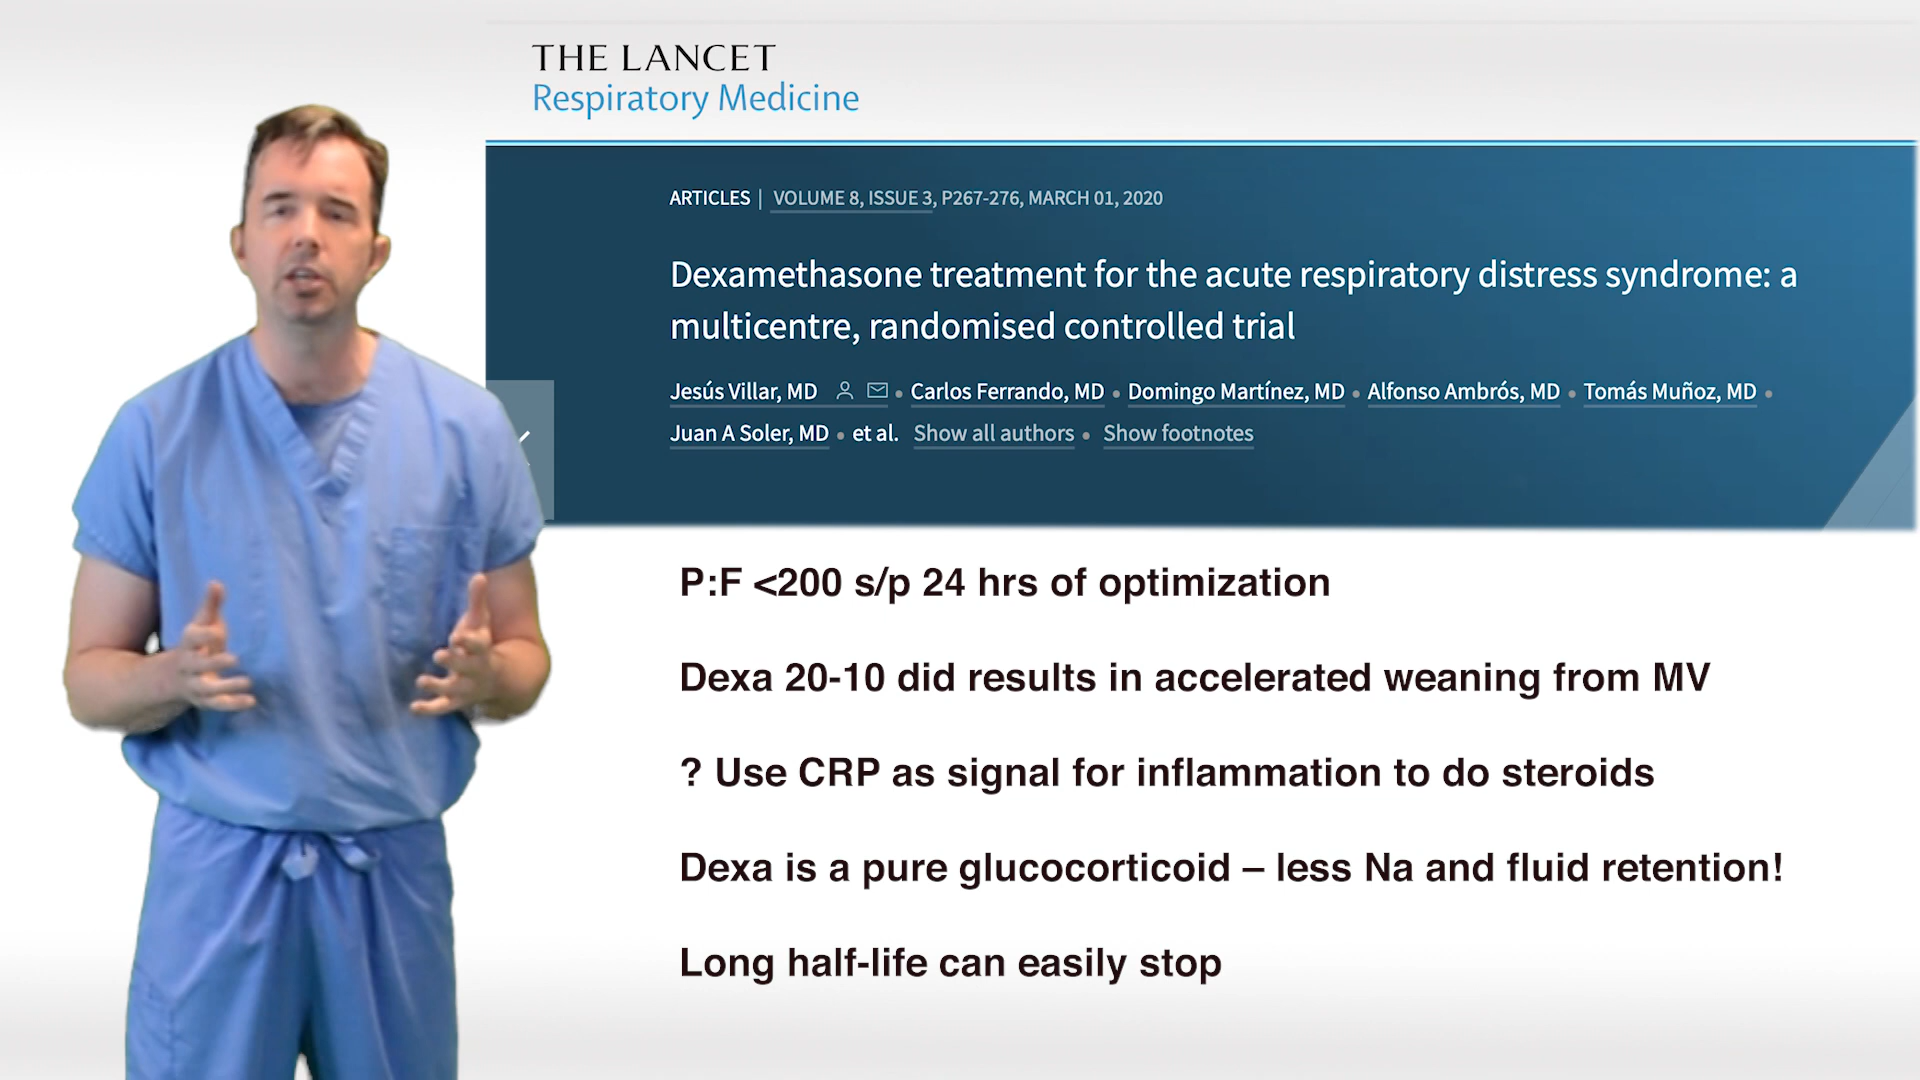 THE LANCET
Respiratory Medicine
ARTICLES | VOLUME 8, ISSUE 3, P267-276, MARCH 01, 2020
Dexamethasone treatment for the acute respiratory distress syndrome: a
multicentre, randomised controlled trial
Jesús Villar, MD • Carlos Ferrando, MD • Domingo Martínez, MD • Alfonso Ambrós, MD • Tomás Muñoz, MD •
Juan A Soler, MD • et al. Show all authors • Show footnotes
P:F <200 s/p 24 hrs of optimization
Dexa 20-10 did results in accelerated weaning from MV
? Use CRP as signal for inflammation to do steroids
Dexa is a pure glucocorticoid – less Na and fluid retention!
Long half-life can easily stop